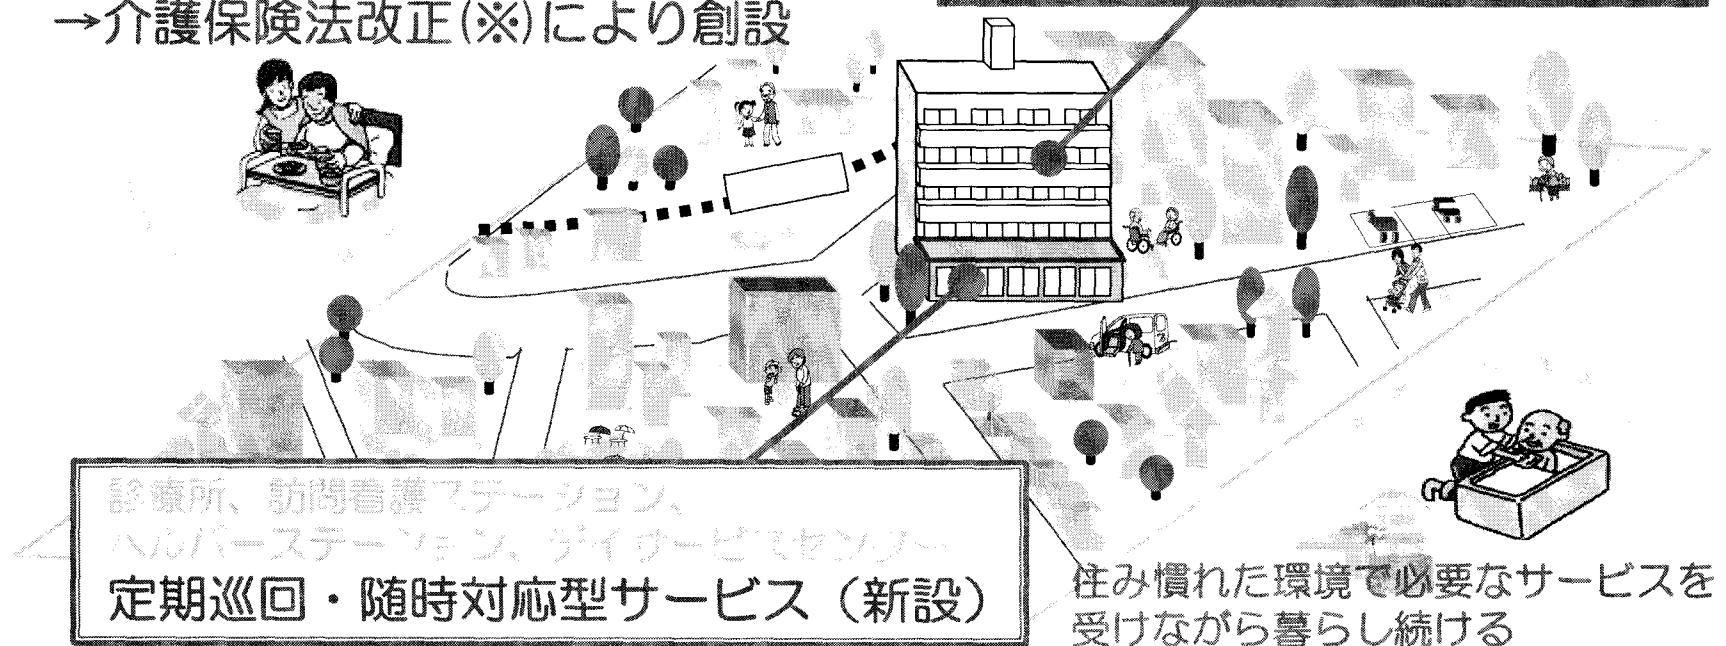 →介護保険法改正(※)により創設
診療所、訪問看護ステーション、
ヘルパーステーション、デイサービスセンター
定期巡回・随時対応型サービス（新設）
住み慣れた環境で必要なサービスを
受けながら暮らし続ける